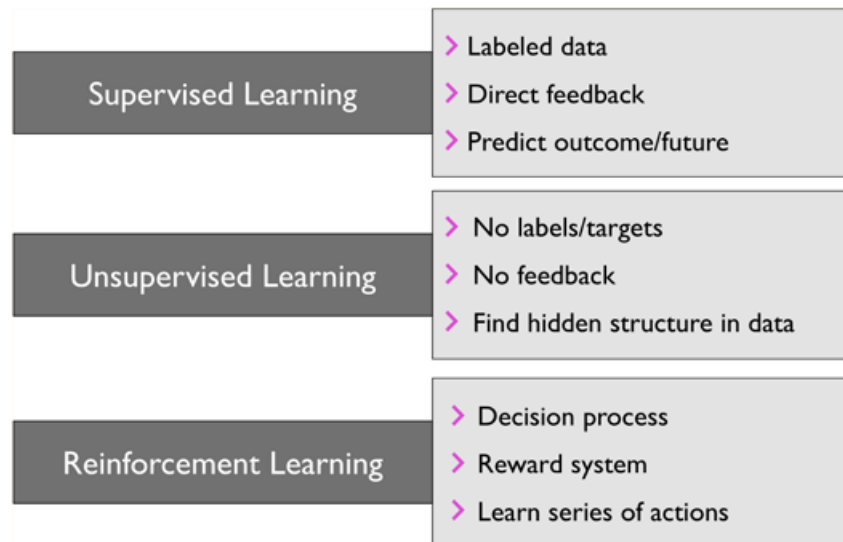 Supervised Learning
Labeled data
Direct feedback
Predict outcome/future
Unsupervised Learning
No labels/targets
No feedback
Find hidden structure in data
Reinforcement Learning
Decision process
Reward system
Learn series of actions